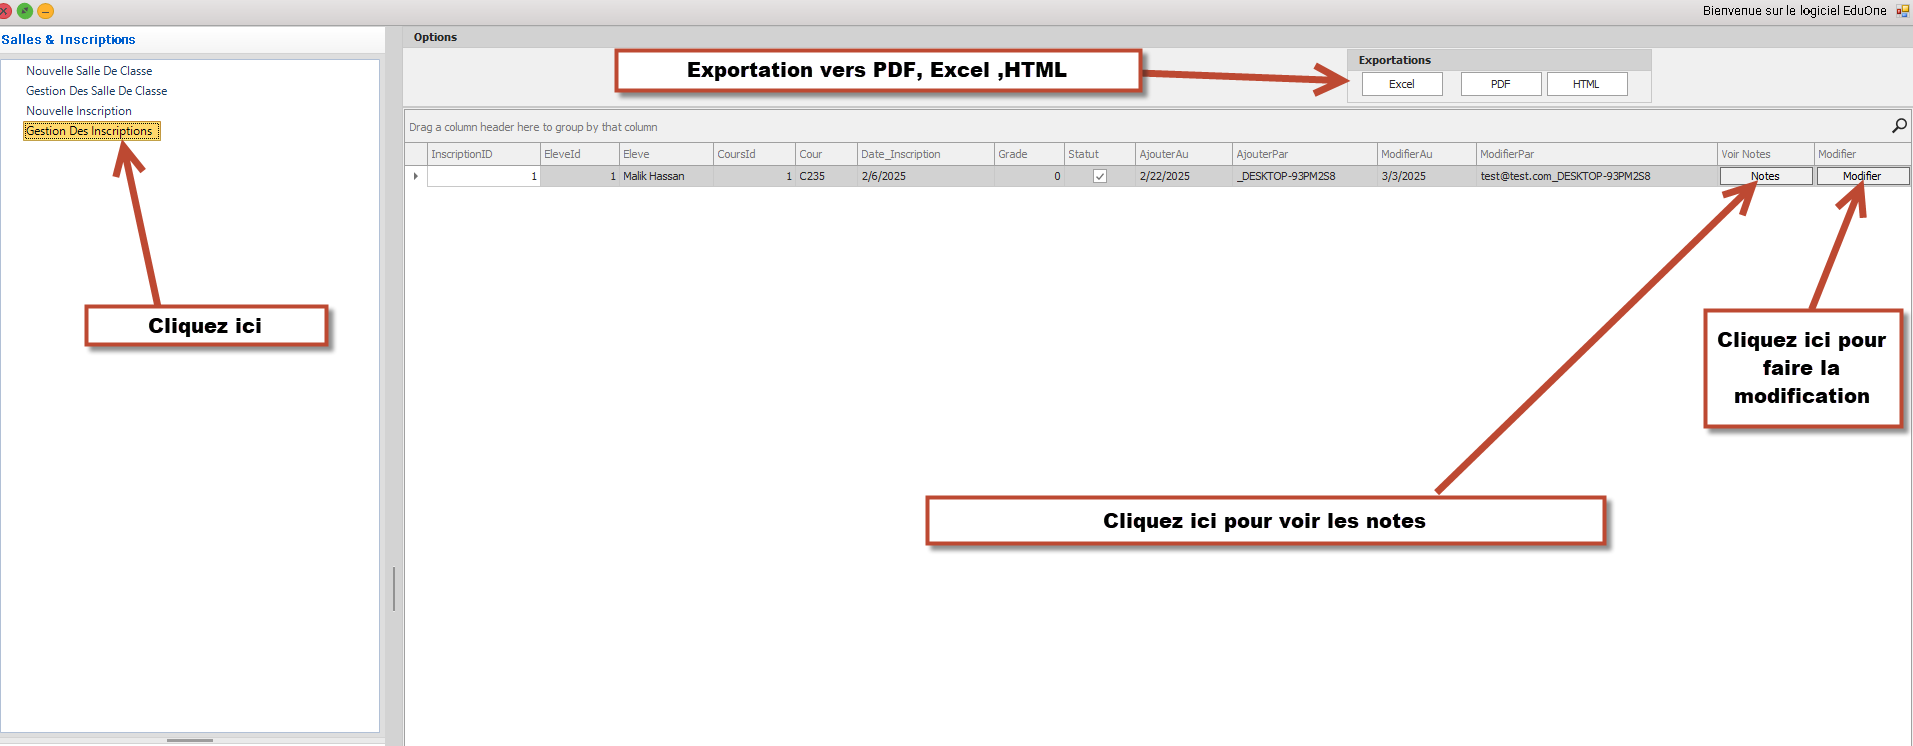 Bienvenue sur le logiciel EduOne
Salles & Inscriptions
Nouvelle Salle De Classe
Gestion Des Salle De Classe
Nouvelle Inscription
Gestion Des Inscriptions
Cliquez ici
Options
Exportation vers PDF, Excel ,HTML
Exportations
Excel PDF HTML
Drag a column header here to group by that column
InscriptionID EleveId Eleve CoursId Cour Date_Inscription Grade Statut AjouterAu AjouterPar ModifierAu ModifierPar Voir Notes Modifier
1 1 Malik Hassan 1 C235 2/6/2025 0 2/22/2025 _DESKTOP-93PM2S8 3/3/2025 test@test.com_DESKTOP-93PM2S8 Notes Modifier
Cliquez ici pour
faire la
modification
Cliquez ici pour voir les notes